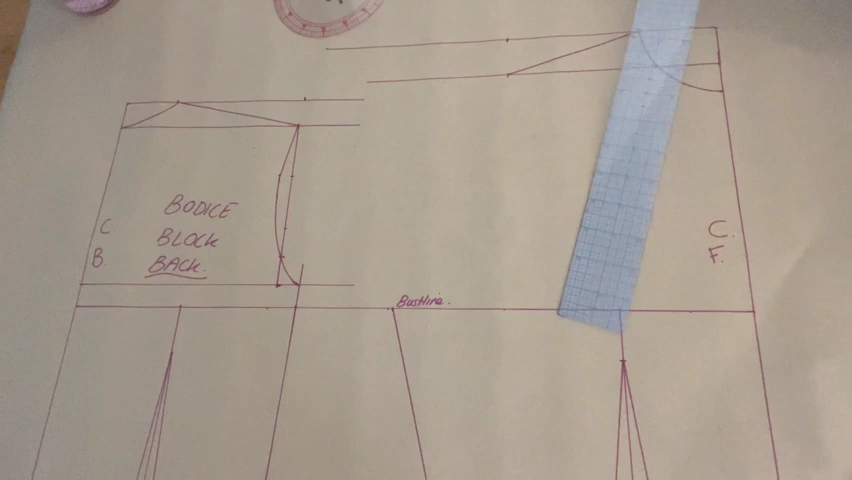 BODICE
BLOCK
BACK.
C
B
Bustline.
C.
F.